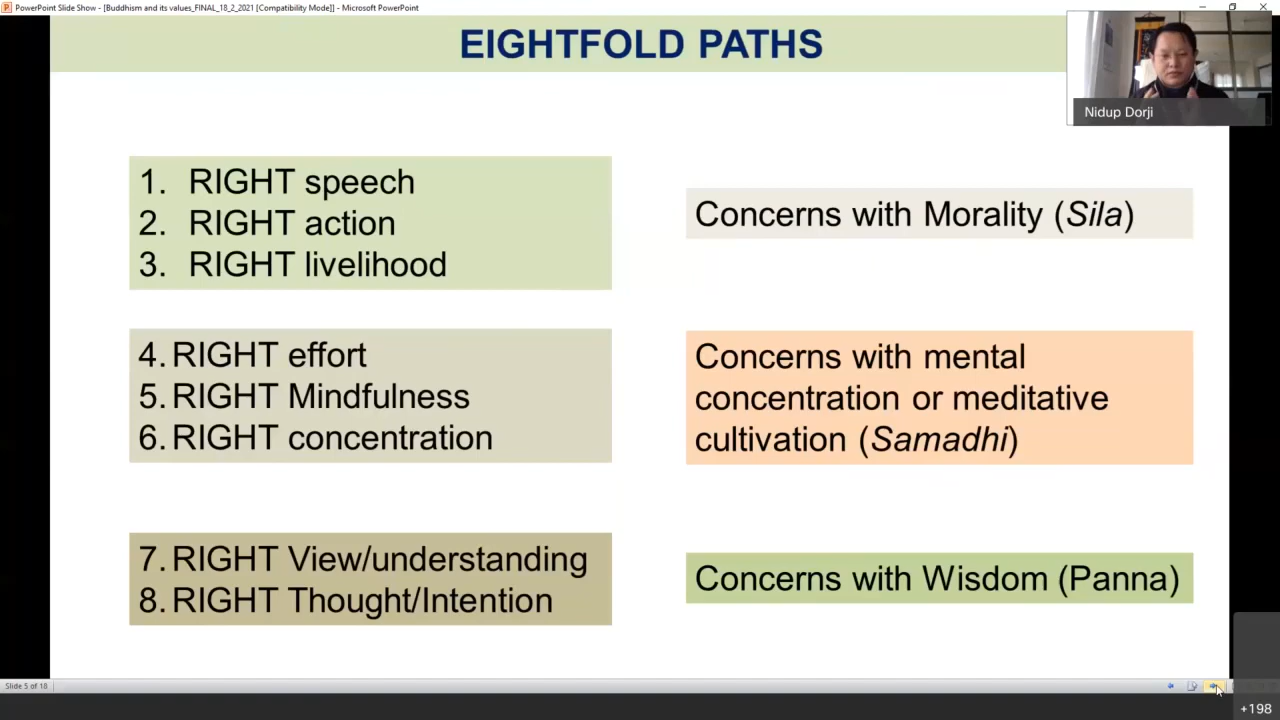 PowerPoint Slide Show - [Buddhism and its values_FINAL_18_2_2021 [Compatibility Mode]] - Microsoft PowerPoint
EIGHTFOLD PATHS
Nidup Dorji
1. RIGHT speech
2. RIGHT action
3. RIGHT livelihood
Concerns with Morality (Sila)
4. RIGHT effort
5. RIGHT Mindfulness
6. RIGHT concentration
Concerns with mental
concentration or meditative
cultivation (Samadhi)
7. RIGHT View/understanding
8. RIGHT Thought/Intention
Concerns with Wisdom (Panna)
Slide 5 of 18
+198